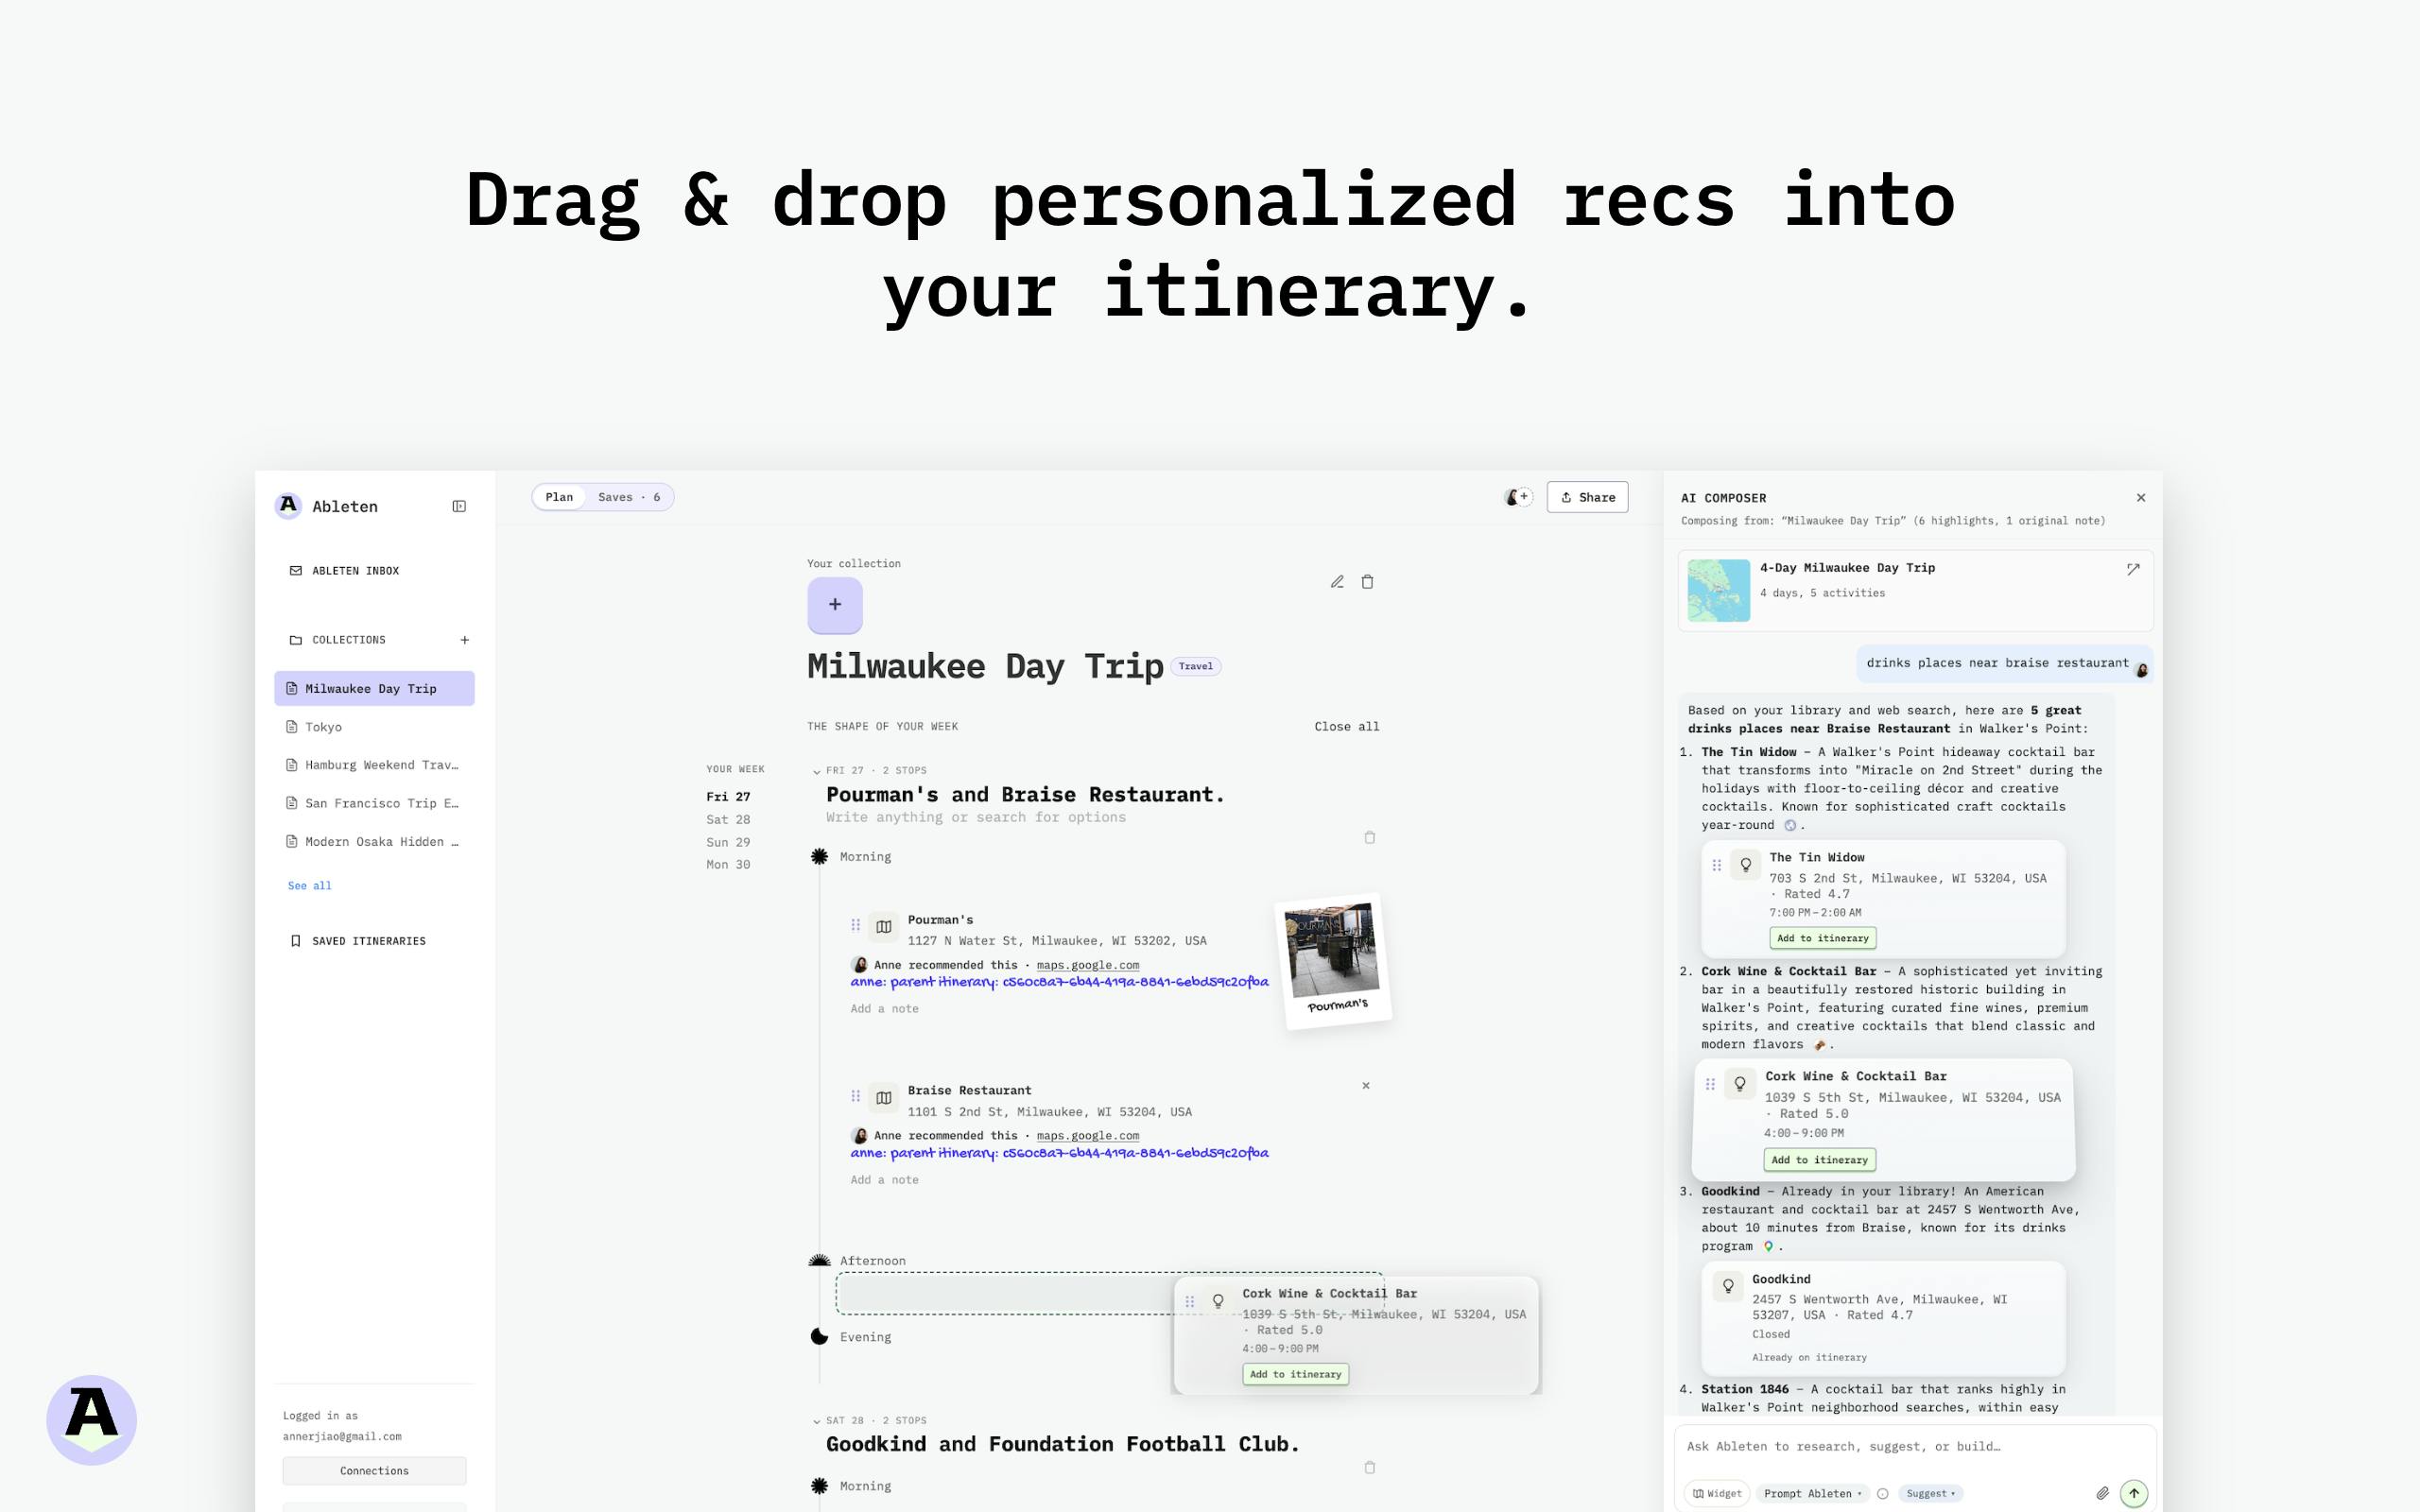 Drag & drop personalized recs into
your itinerary.
A Ableten
ABLETEN INBOX
COLLECTIONS +
Milwaukee Day Trip
Tokyo
Hamburg Weekend Trav…
San Francisco Trip E…
Modern Osaka Hidden …
See all
SAVED ITINERARIES
Logged in as
annerjiao@gmail.com
Connections
A
Plan Saves · 6
+ Share
Your collection
+
Milwaukee Day Trip Travel
THE SHAPE OF YOUR WEEK Close all
YOUR WEEK
Fri 27
Sat 28
Sun 29
Mon 30
FRI 27 · 2 STOPS
Pourman's and Braise Restaurant.
Write anything or search for options
Morning
Pourman's
1127 N Water St, Milwaukee, WI 53202, USA
Anne recommended this · maps.google.com
anne: parent itinerary: c560c8a7-6b44-419a-8841-6ebd59c20fba
Add a note
POURMAN'S
Pourman's
Braise Restaurant
1101 S 2nd St, Milwaukee, WI 53204, USA
Anne recommended this · maps.google.com
anne: parent itinerary: c560c8a7-6b44-419a-8841-6ebd59c20fba
Add a note
Afternoon
Cork Wine & Cocktail Bar
1039 S 5th St, Milwaukee, WI 53204, USA
· Rated 5.0
4:00–9:00 PM
Add to itinerary
Evening
SAT 28 · 2 STOPS
Goodkind and Foundation Football Club.
Morning
AI COMPOSER
Composing from: “Milwaukee Day Trip” (6 highlights, 1 original note)
4-Day Milwaukee Day Trip
4 days, 5 activities
drinks places near braise restaurant
Based on your library and web search, here are 5 great
drinks places near Braise Restaurant in Walker's Point:
1. The Tin Widow – A Walker's Point hideaway cocktail bar
that transforms into "Miracle on 2nd Street" during the
holidays with floor-to-ceiling décor and creative
cocktails. Known for sophisticated craft cocktails
year-round .
The Tin Widow
703 S 2nd St, Milwaukee, WI 53204, USA
· Rated 4.7
7:00 PM–2:00 AM
Add to itinerary
2. Cork Wine & Cocktail Bar – A sophisticated yet inviting
bar in a beautifully restored historic building in
Walker's Point, featuring curated fine wines, premium
spirits, and creative cocktails that blend classic and
modern flavors .
Cork Wine & Cocktail Bar
1039 S 5th St, Milwaukee, WI 53204, USA
· Rated 5.0
4:00–9:00 PM
Add to itinerary
3. Goodkind – Already in your library! An American
restaurant and cocktail bar at 2457 S Wentworth Ave,
about 10 minutes from Braise, known for its drinks
program .
Goodkind
2457 S Wentworth Ave, Milwaukee, WI
53207, USA · Rated 4.7
Closed
Already on itinerary
4. Station 1846 – A cocktail bar that ranks highly in
Walker's Point neighborhood searches, within easy
Ask Ableten to research, suggest, or build…
Widget Prompt Ableten Suggest